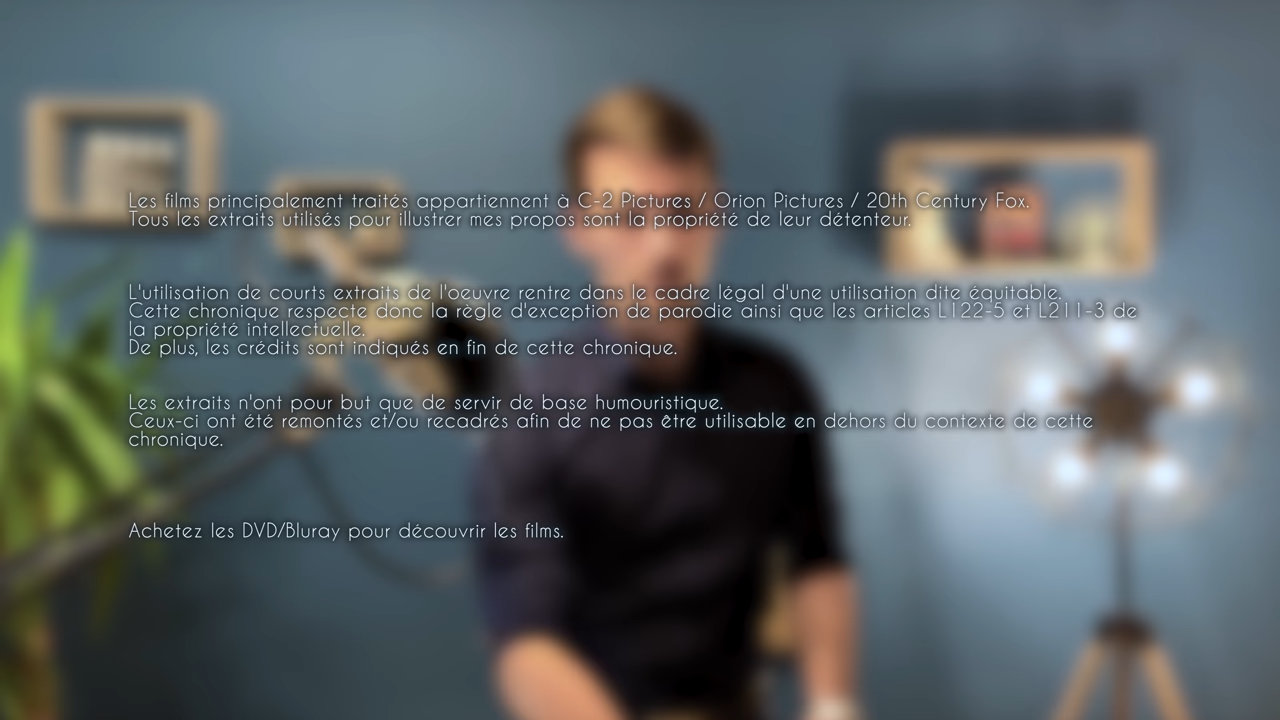 Les films principalement traités appartiennent à C-2 Pictures / Orion Pictures / 20th Century Fox.
Tous les extraits utilisés pour illustrer mes propos sont la propriété de leur détenteur.
L'utilisation de courts extraits de l'oeuvre rentre dans le cadre légal d'une utilisation dite équitable.
Cette chronique respecte donc la règle d'exception de parodie ainsi que les articles L122-5 et L211-3 de
la propriété intellectuelle.
De plus, les crédits sont indiqués en fin de cette chronique.
Les extraits n'ont pour but que de servir de base humouristique.
Ceux-ci ont été remontés et/ou recadrés afin de ne pas être utilisable en dehors du contexte de cette
chronique.
Achetez les DVD/Bluray pour découvrir les films.